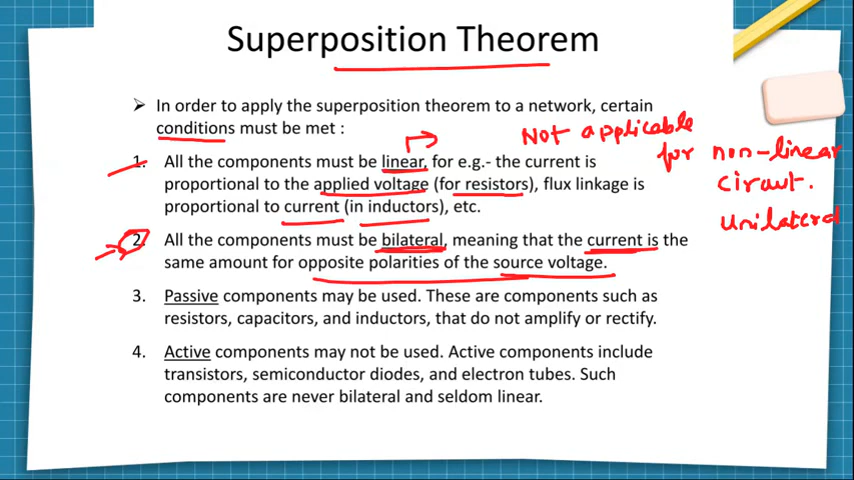 Superposition Theorem
➢ In order to apply the superposition theorem to a network, certain
conditions must be met :
1. All the components must be linear, for e.g.- the current is
proportional to the applied voltage (for resistors), flux linkage is
proportional to current (in inductors), etc.
2. All the components must be bilateral, meaning that the current is the
same amount for opposite polarities of the source voltage.
3. Passive components may be used. These are components such as
resistors, capacitors, and inductors, that do not amplify or rectify.
4. Active components may not be used. Active components include
transistors, semiconductor diodes, and electron tubes. Such
components are never bilateral and seldom linear.
Not applicable
for non-linear
circuit.
Unilateral